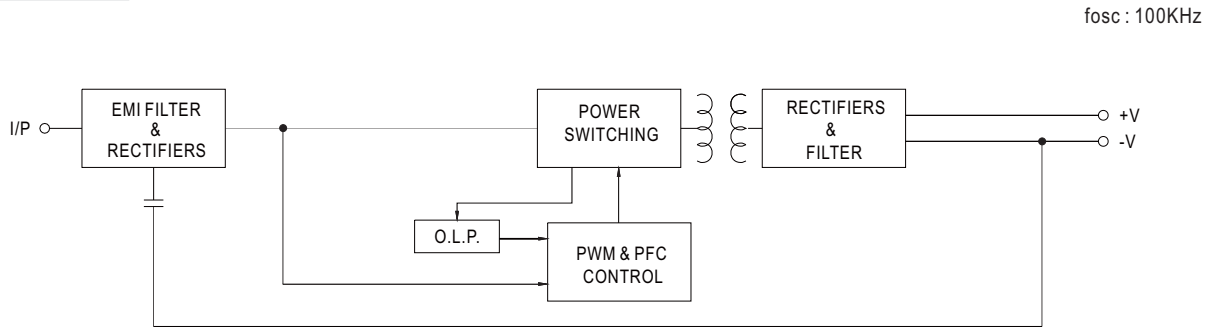 fosc : 100KHz
I/P
EMI FILTER
&
RECTIFIERS
POWER
SWITCHING
RECTIFIERS
&
FILTER
+V
-V
O.L.P.
PWM & PFC
CONTROL